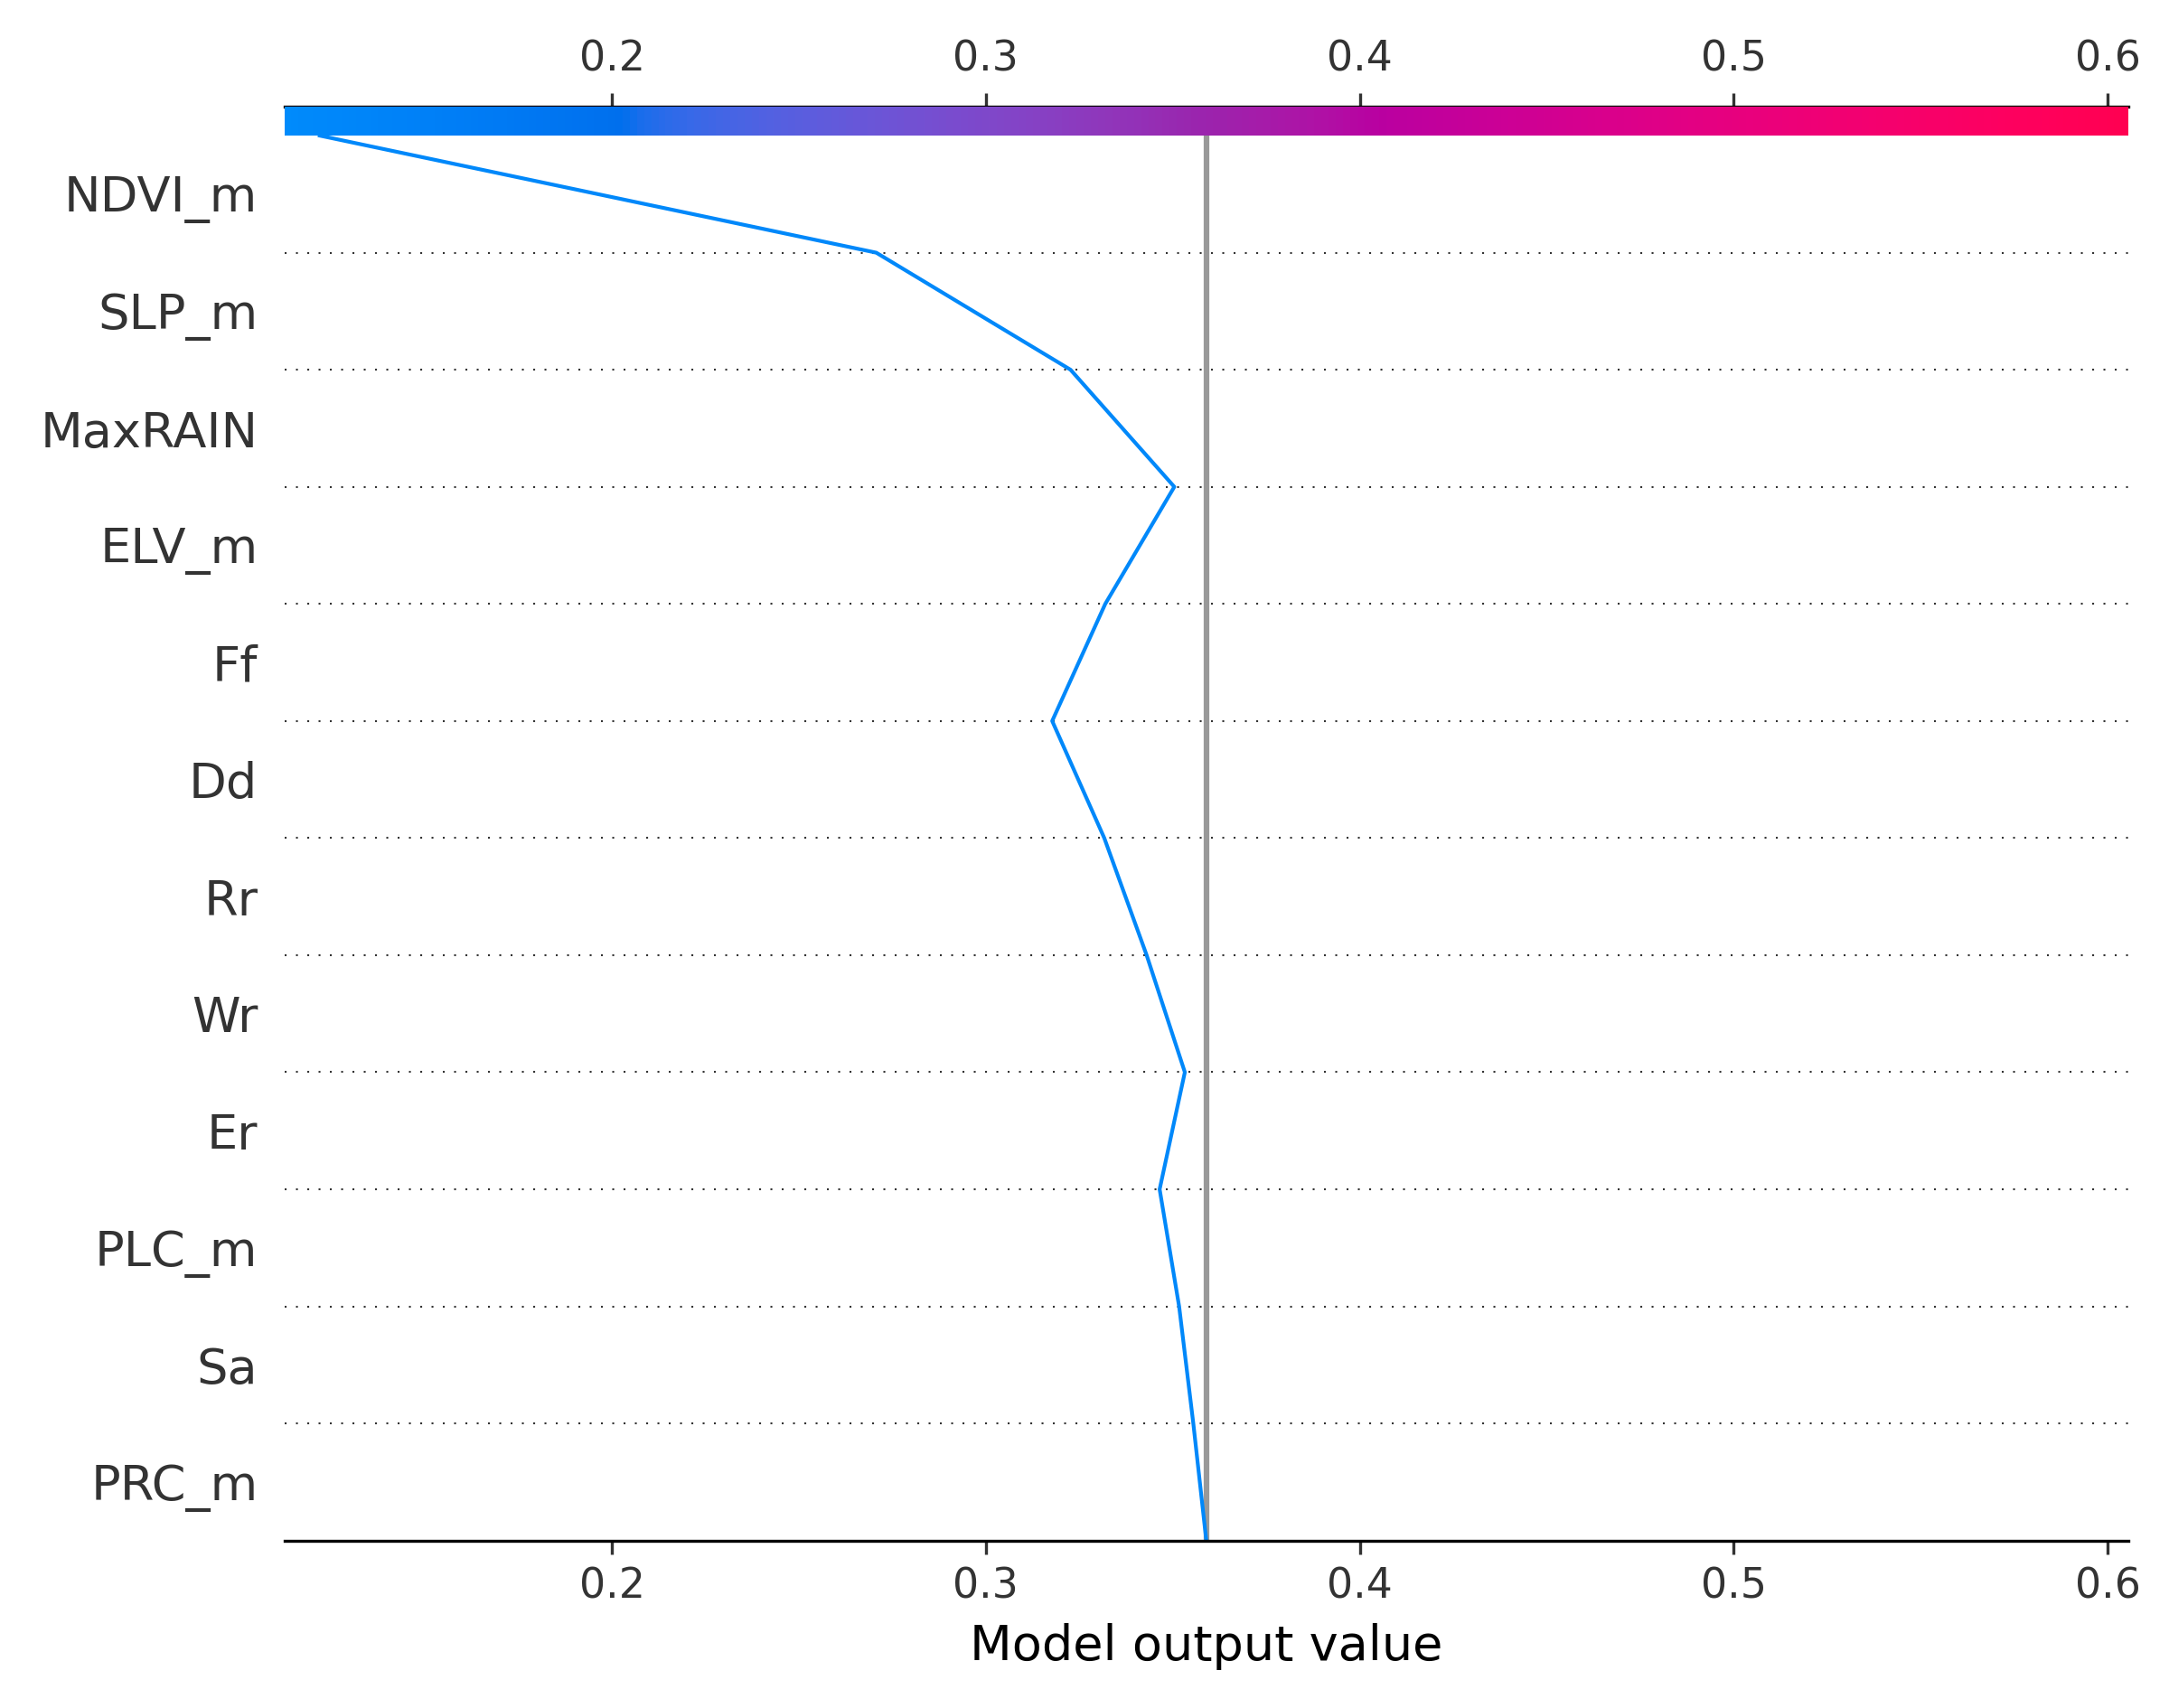 0.2 0.3 0.4 0.5 0.6
NDVI_m
SLP_m
MaxRAIN
ELV_m
Ff
Dd
Rr
Wr
Er
PLC_m
Sa
PRC_m
0.2 0.3 0.4 0.5 0.6
Model output value